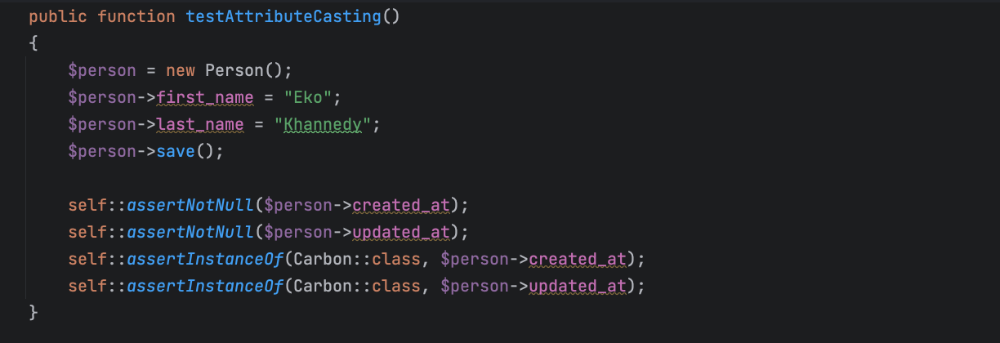 public function testAttributeCasting()
{
    $person = new Person();
    $person->first_name = "Eko";
    $person->last_name = "Khannedy";
    $person->save();

    self::assertNotNull($person->created_at);
    self::assertNotNull($person->updated_at);
    self::assertInstanceOf(Carbon::class, $person->created_at);
    self::assertInstanceOf(Carbon::class, $person->updated_at);
}